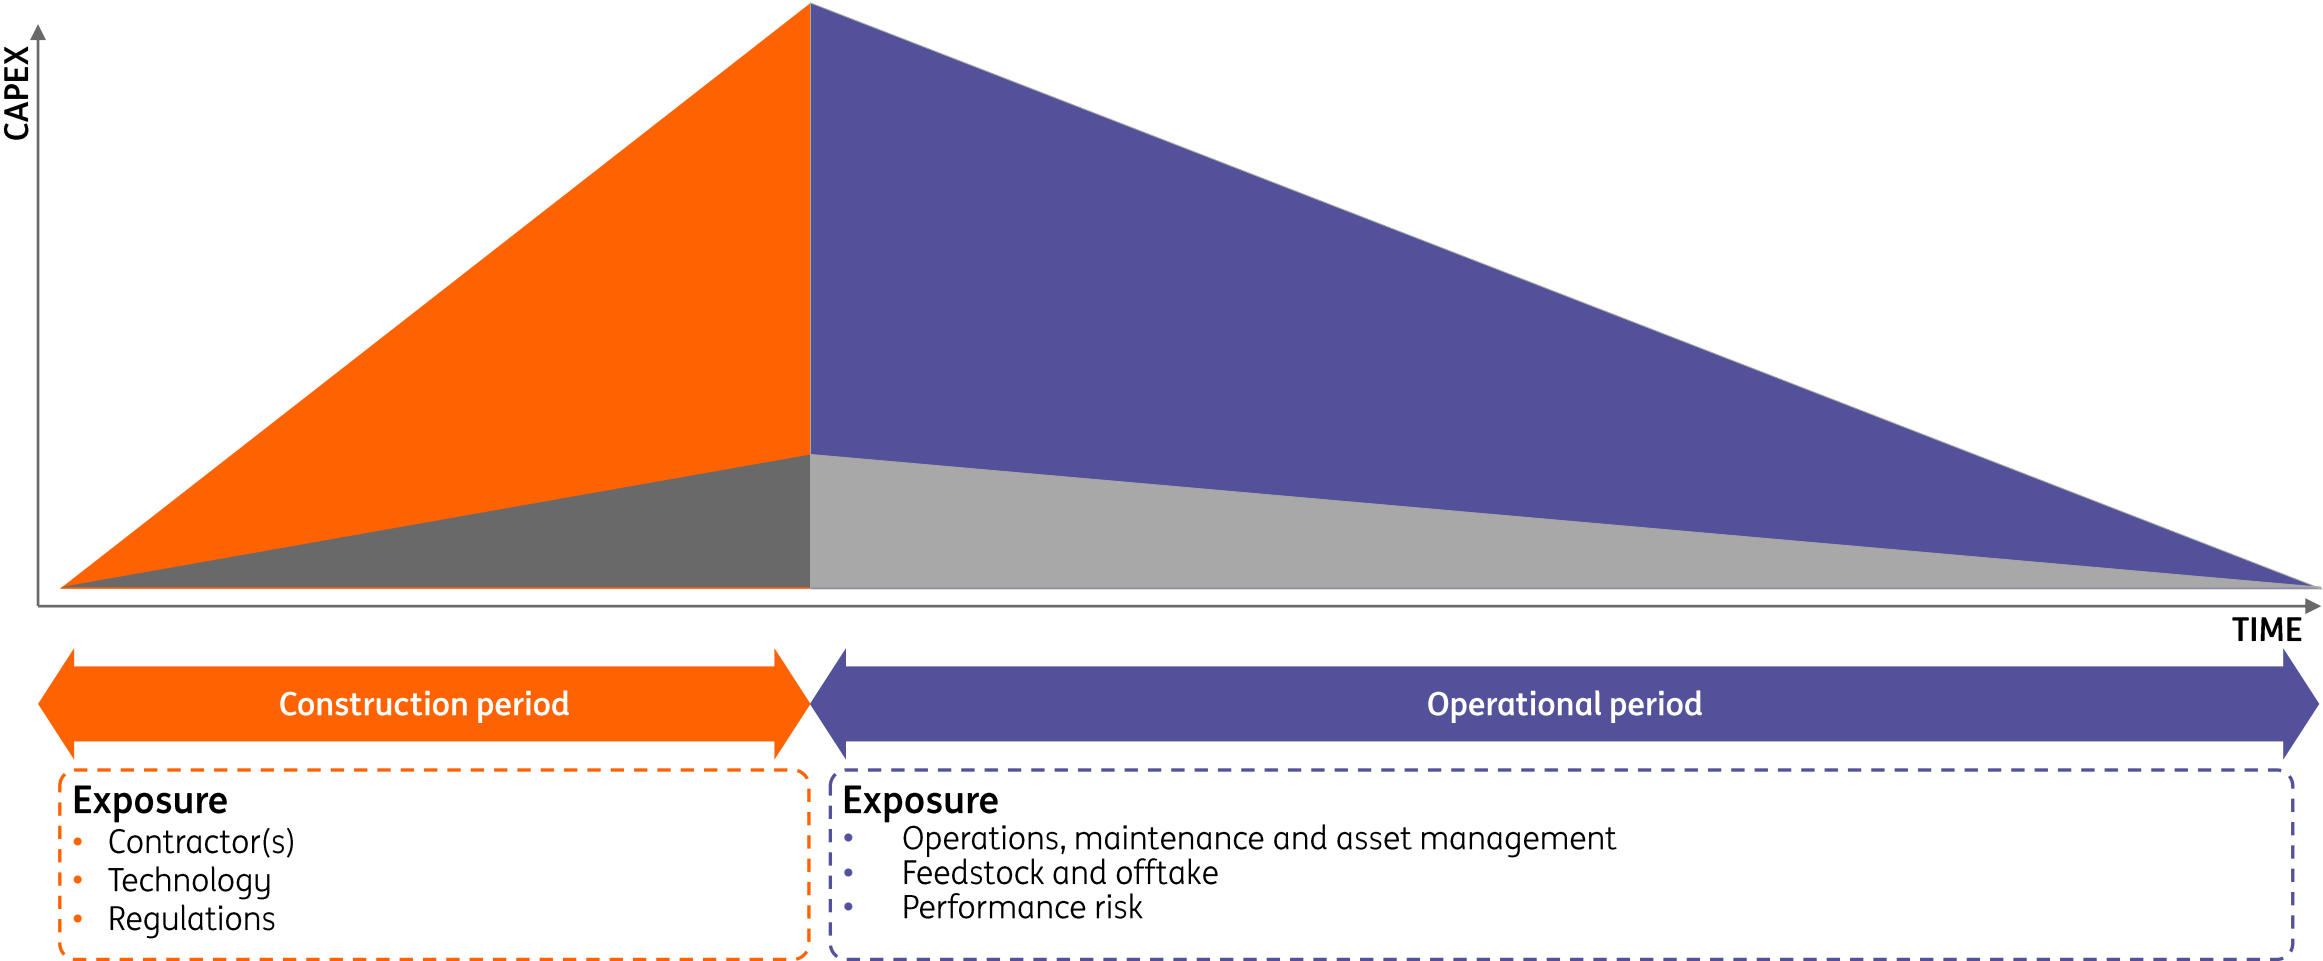 CAPEX
TIME
Construction period
Operational period
Exposure
• Contractor(s)
• Technology
• Regulations
Exposure
• Operations, maintenance and asset management
• Feedstock and offtake
• Performance risk